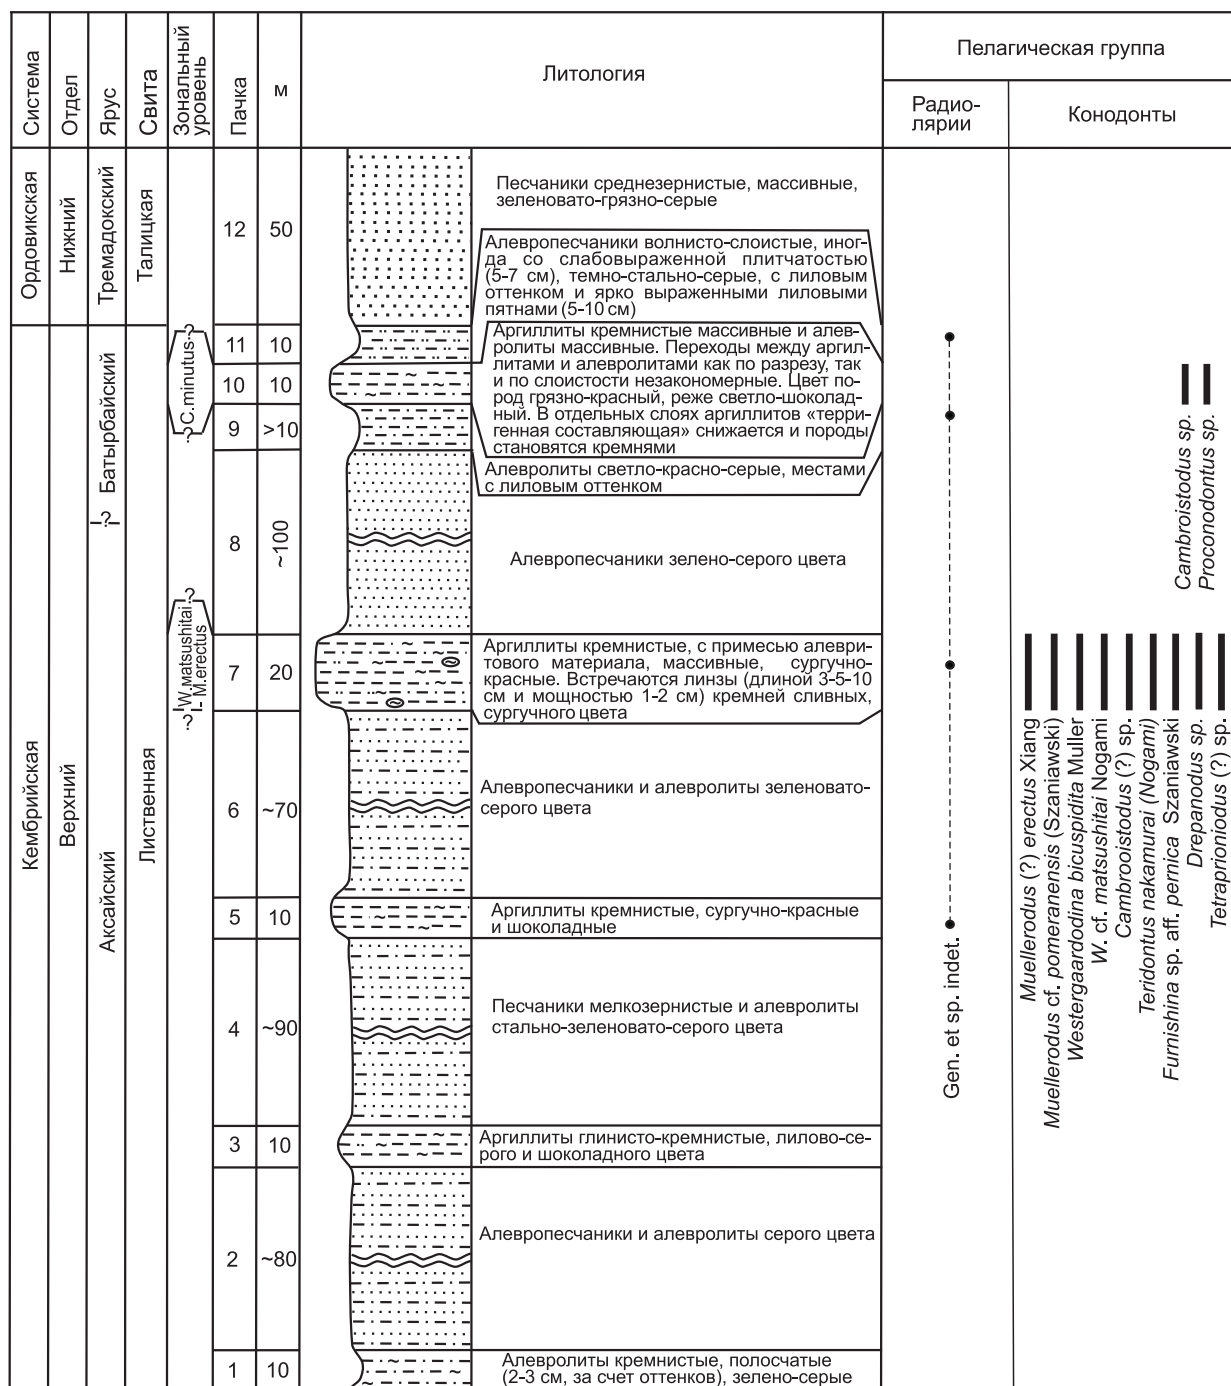 Система
Отдел
Ярус
Свита
Зональный
уровень
Пачка
м
Литология
Пелагическая группа
Радио-
лярии
Конодонты
Ордовикская
Нижний
Тремадокский
Талицкая
12
50
Песчаники среднезернистые, массивные,
зеленовато-грязно-серые
Алевропесчаники волнисто-слоистые, иног-
да со слабовыраженной плитчатостью
(5-7 см), темно-стально-серые, с лиловым
оттенком и ярко выраженными лиловыми
пятнами (5-10 см)
Кембрийская
Верхний
Батырбайский
?
Аксайский
Лиственная
?
C.minutus
?
11
10
Аргиллиты кремнистые массивные и алев-
ролиты массивные. Переходы между аргил-
литами и алевролитами как по разрезу, так
и по слоистости незакономерные. Цвет по-
род грязно-красный, реже светло-шоколад-
ный. В отдельных слоях аргиллитов «терри-
генная составляющая» снижается и породы
становятся кремнями
10
10
9
>10
Алевролиты светло-красно-серые, местами
с лиловым оттенком
8
~100
Алевропесчаники зелено-серого цвета
?
W.matsushitai
- M.erectus
?
7
20
Аргиллиты кремнистые, с примесью алеври-
тового материала, массивные, сургучно-
красные. Встречаются линзы (длиной 3-5-10
см и мощностью 1-2 см) кремней сливных,
сургучного цвета
6
~70
Алевропесчаники и алевролиты зеленовато-
серого цвета
5
10
Аргиллиты кремнистые, сургучно-красные
и шоколадные
4
~90
Песчаники мелкозернистые и алевролиты
стально-зеленовато-серого цвета
3
10
Аргиллиты глинисто-кремнистые, лилово-се-
рого и шоколадного цвета
2
~80
Алевропесчаники и алевролиты серого цвета
1
10
Алевролиты кремнистые, полосчатые
(2-3 см, за счет оттенков), зелено-серые
Gen. et sp. indet.
Muellerodus (?) erectus Xiang
Muellerodus cf. pomeranensis (Szaniawski)
Westergaardodina bicuspidita Muller
W. cf. matsushitai Nogami
Cambrooistodus (?) sp.
Teridontus nakamurai (Nogami)
Furnishina sp. aff. pernica Szaniawski
Drepanodus sp.
Tetraprioniodus (?) sp.
Cambroistodus sp.
Proconodontus sp.